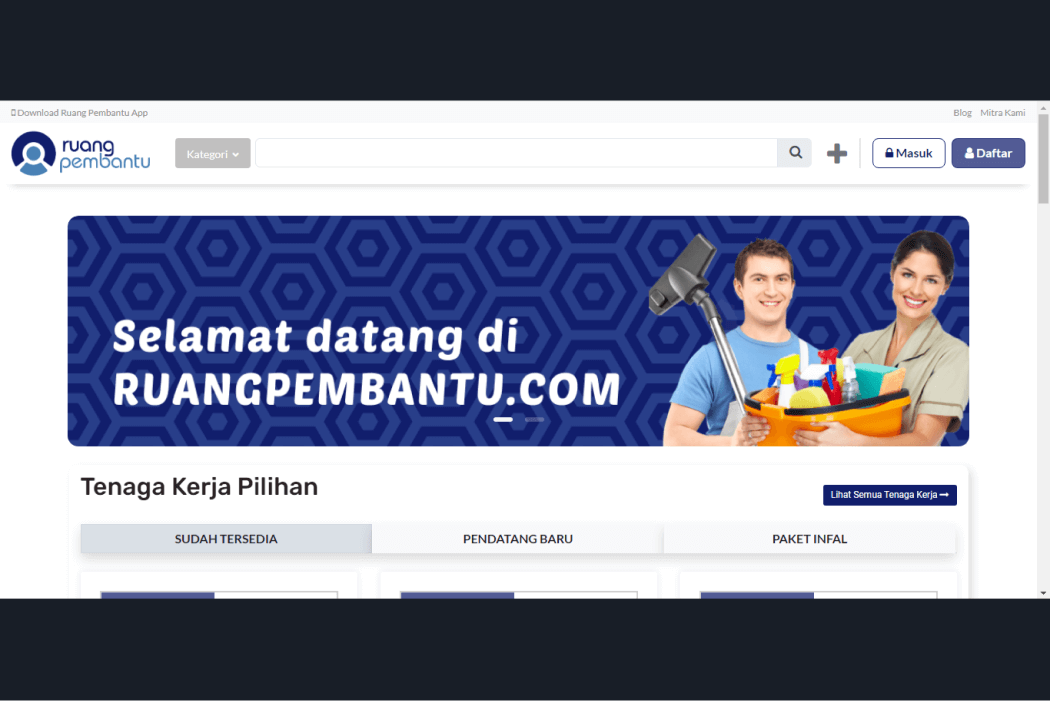 Download Ruang Pembantu App
Blog Mitra Kami
ruang
pembantu
Kategori
Masuk
Daftar
Selamat datang di
RUANGPEMBANTU.COM
Tenaga Kerja Pilihan
Lihat Semua Tenaga Kerja
SUDAH TERSEDIA
PENDATANG BARU
PAKET INFAL